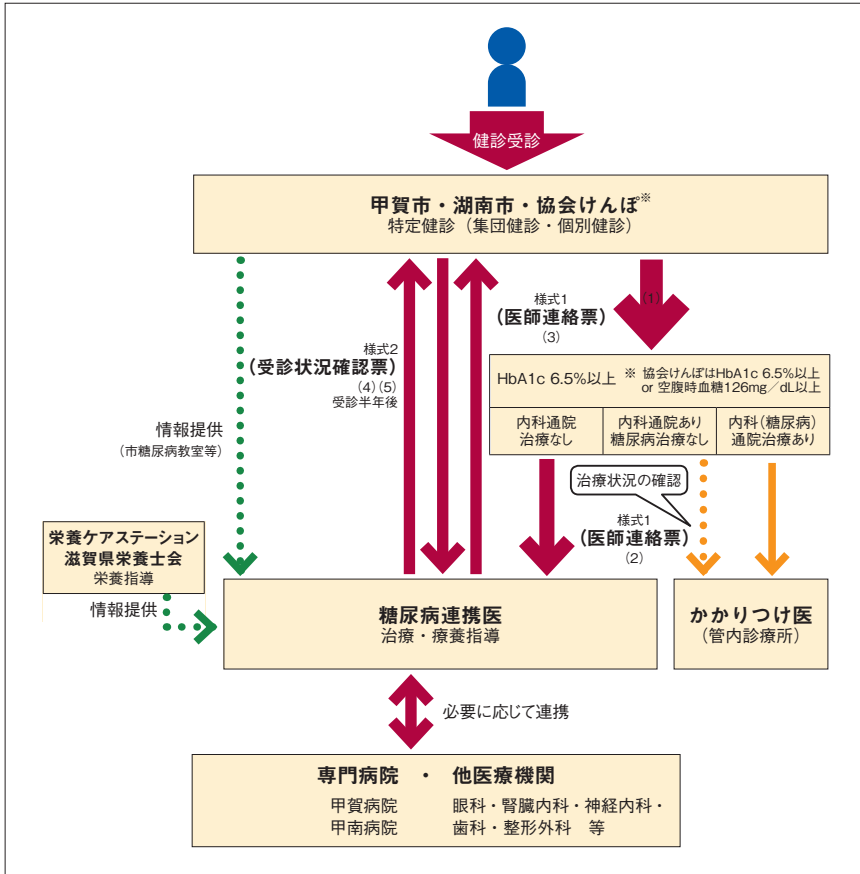 健診受診
甲賀市・湖南市・協会けんぽ※
特定健診（集団健診・個別健診）
(1)
様式1
（医師連絡票）
(3)
様式2
（受診状況確認票）
(4)(5)
受診半年後
HbA1c 6.5%以上
※ 協会けんぽはHbA1c 6.5%以上
or 空腹時血糖126mg／dL以上
内科通院
治療なし
内科通院あり
糖尿病治療なし
内科（糖尿病）
通院治療あり
情報提供
（市糖尿病教室等）
治療状況の確認
様式1
（医師連絡票）
(2)
栄養ケアステーション
滋賀県栄養士会
栄養指導
情報提供
糖尿病連携医
治療・療養指導
かかりつけ医
（管内診療所）
必要に応じて連携
専門病院 ・ 他医療機関
甲賀病院 眼科・腎臓内科・神経内科・
甲南病院 歯科・整形外科 等